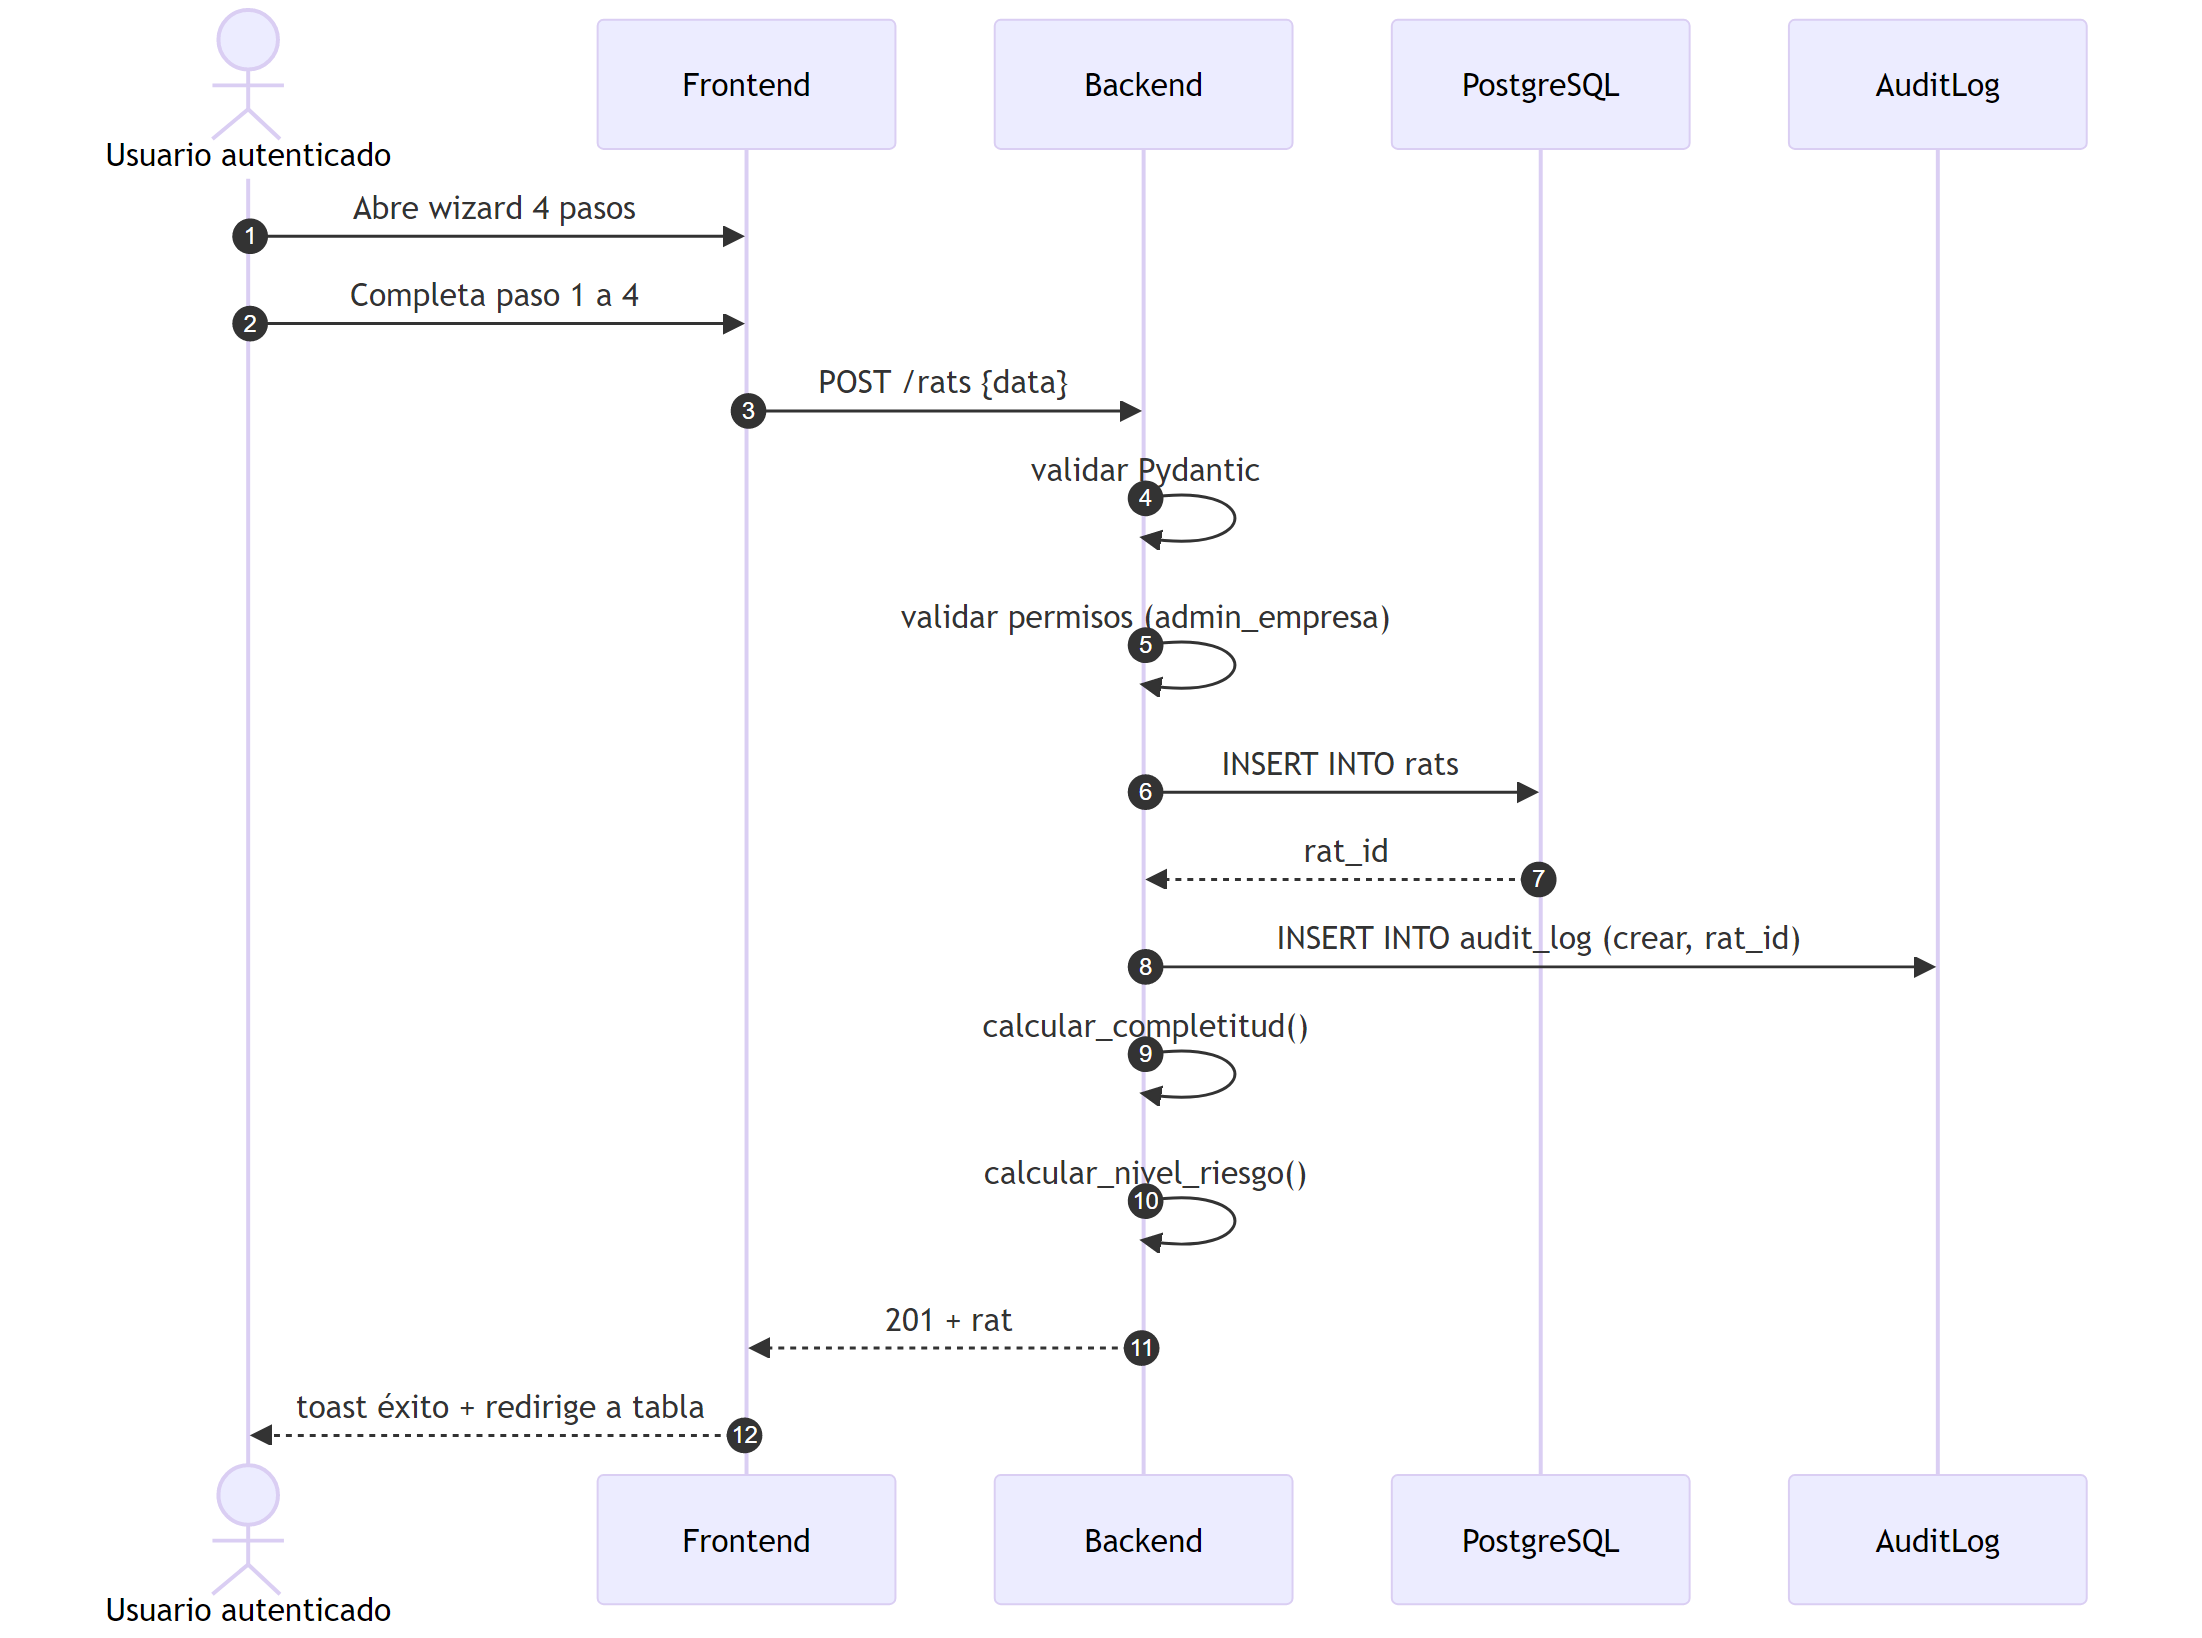 Usuario autenticado
Frontend
Backend
PostgreSQL
AuditLog
Abre wizard 4 pasos
1
Completa paso 1 a 4
2
POST /rats {data}
3
validar Pydantic
4
validar permisos (admin_empresa)
5
INSERT INTO rats
6
rat_id
7
INSERT INTO audit_log (crear, rat_id)
8
calcular_completitud()
9
calcular_nivel_riesgo()
10
201 + rat
11
toast éxito + redirige a tabla
12
Usuario autenticado
Frontend
Backend
PostgreSQL
AuditLog